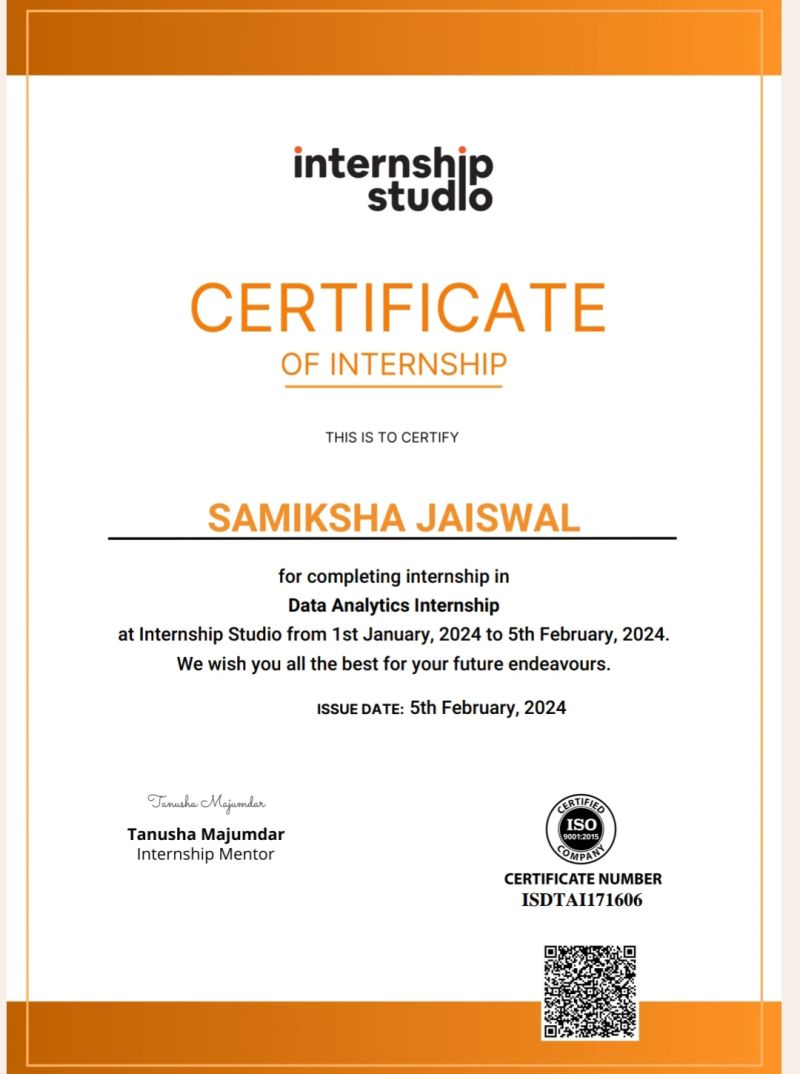 internship
studio
CERTIFICATE
OF INTERNSHIP
THIS IS TO CERTIFY
SAMIKSHA JAISWAL
for completing internship in
Data Analytics Internship
at Internship Studio from 1st January, 2024 to 5th February, 2024.
We wish you all the best for your future endeavours.
ISSUE DATE: 5th February, 2024
Tanusha Majumdar
Tanusha Majumdar
Internship Mentor
CERTIFIED
ISO
9001:2015
COMPANY
CERTIFICATE NUMBER
ISDTAI171606